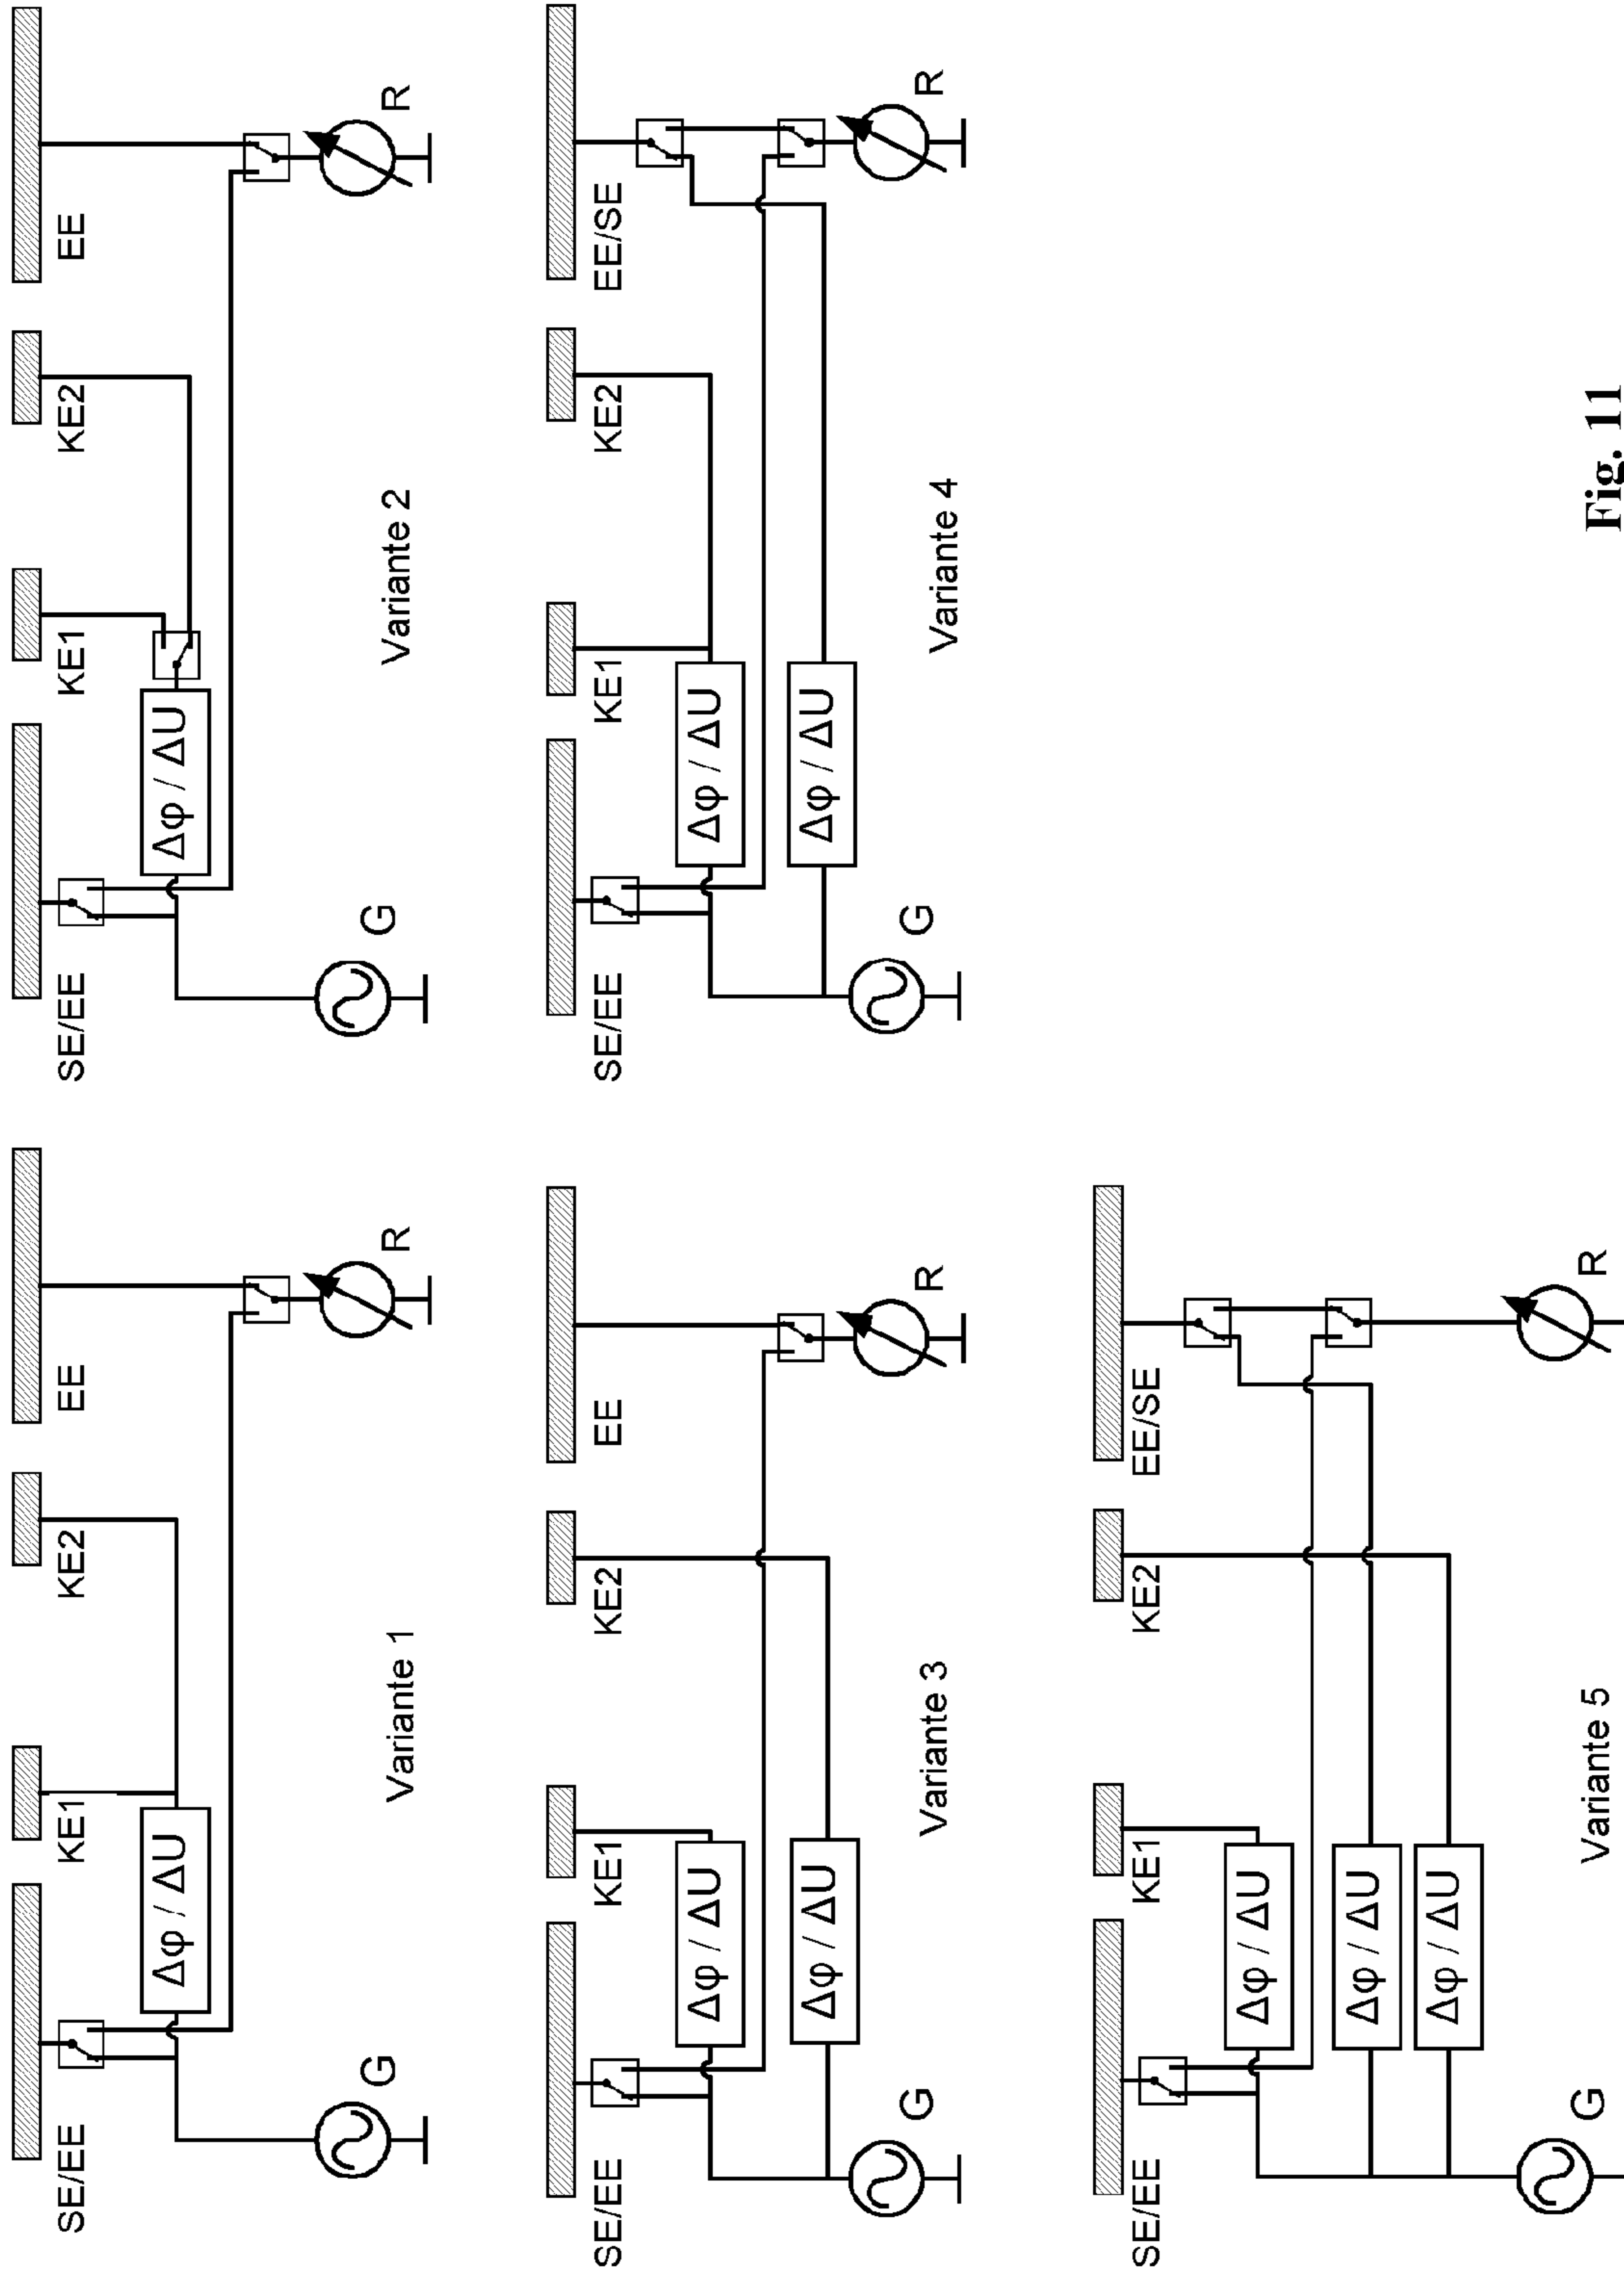 SE/EE
KE1
KE2
EE
Δφ / ΔU
G
R
Variante 1
SE/EE
KE1
KE2
EE
Δφ / ΔU
G
R
Variante 2
SE/EE
KE1
KE2
EE
Δφ / ΔU
Δφ / ΔU
G
R
Variante 3
SE/EE
KE1
KE2
EE/SE
Δφ / ΔU
Δφ / ΔU
G
R
Variante 4
SE/EE
KE1
KE2
EE/SE
Δφ / ΔU
Δφ / ΔU
Δφ / ΔU
G
R
Variante 5
Fig. 11